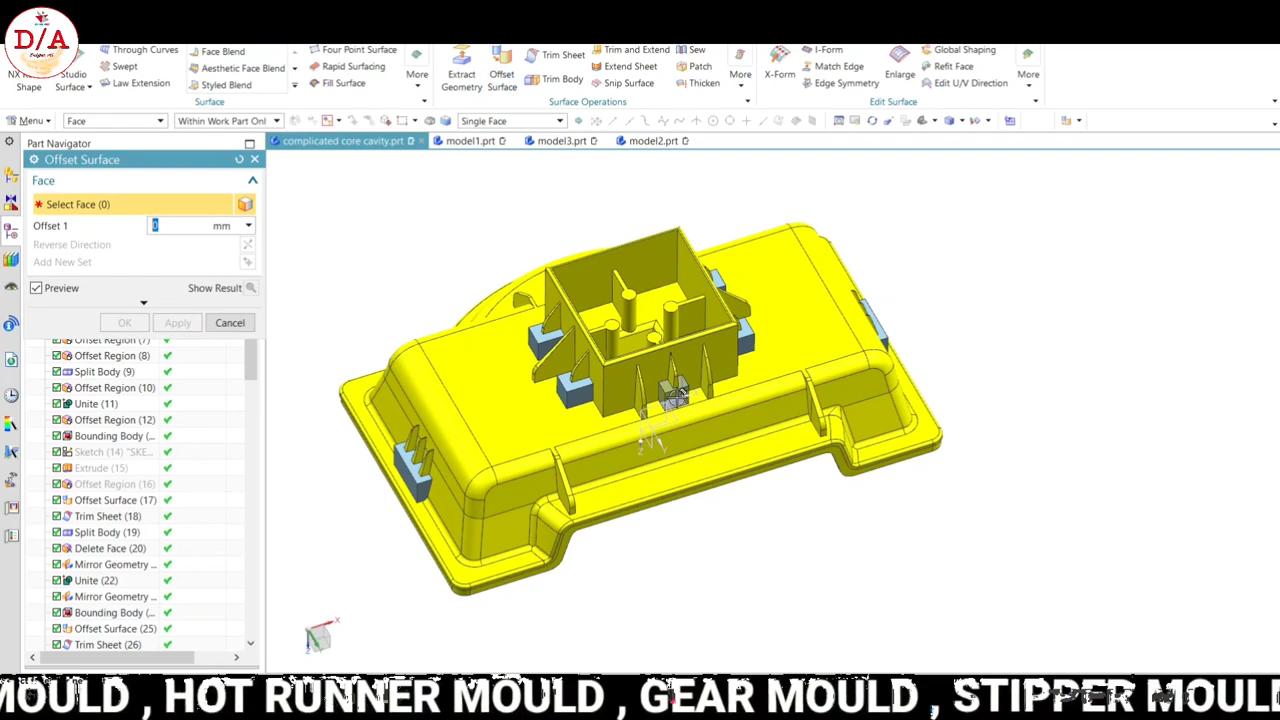 D/A
NX
Shape
Studio
Surface
Through Curves
Swept
Law Extension
Face Blend
Aesthetic Face Blend
Styled Blend
Four Point Surface
Rapid Surfacing
Fill Surface
More
Surface
Extract
Geometry
Offset
Surface
Trim Sheet
Trim Body
Trim and Extend
Extend Sheet
Snip Surface
Sew
Patch
Thicken
More
Surface Operations
X-Form
I-Form
Match Edge
Edge Symmetry
Enlarge
Global Shaping
Refit Face
Edit U/V Direction
More
Edit Surface
Menu
Face
Within Work Part Onl
Single Face
Part Navigator
complicated core cavity.prt
model1.prt
model3.prt
model2.prt
Offset Surface
Face
* Select Face (0)
Offset 1
0
mm
Reverse Direction
Add New Set
Preview
Show Result
OK
Apply
Cancel
Offset Region (7)
Offset Region (8)
Split Body (9)
Offset Region (10)
Unite (11)
Offset Region (12)
Bounding Body (...
Sketch (14) "SKE...
Extrude (15)
Offset Region (16)
Offset Surface (17)
Trim Sheet (18)
Split Body (19)
Delete Face (20)
Mirror Geometry ...
Unite (22)
Mirror Geometry ...
Bounding Body (...
Offset Surface (25)
Trim Sheet (26)
X
Z
Z
Y
MOULD , HOT RUNNER MOULD , GEAR MOULD , STIPPER MOULD